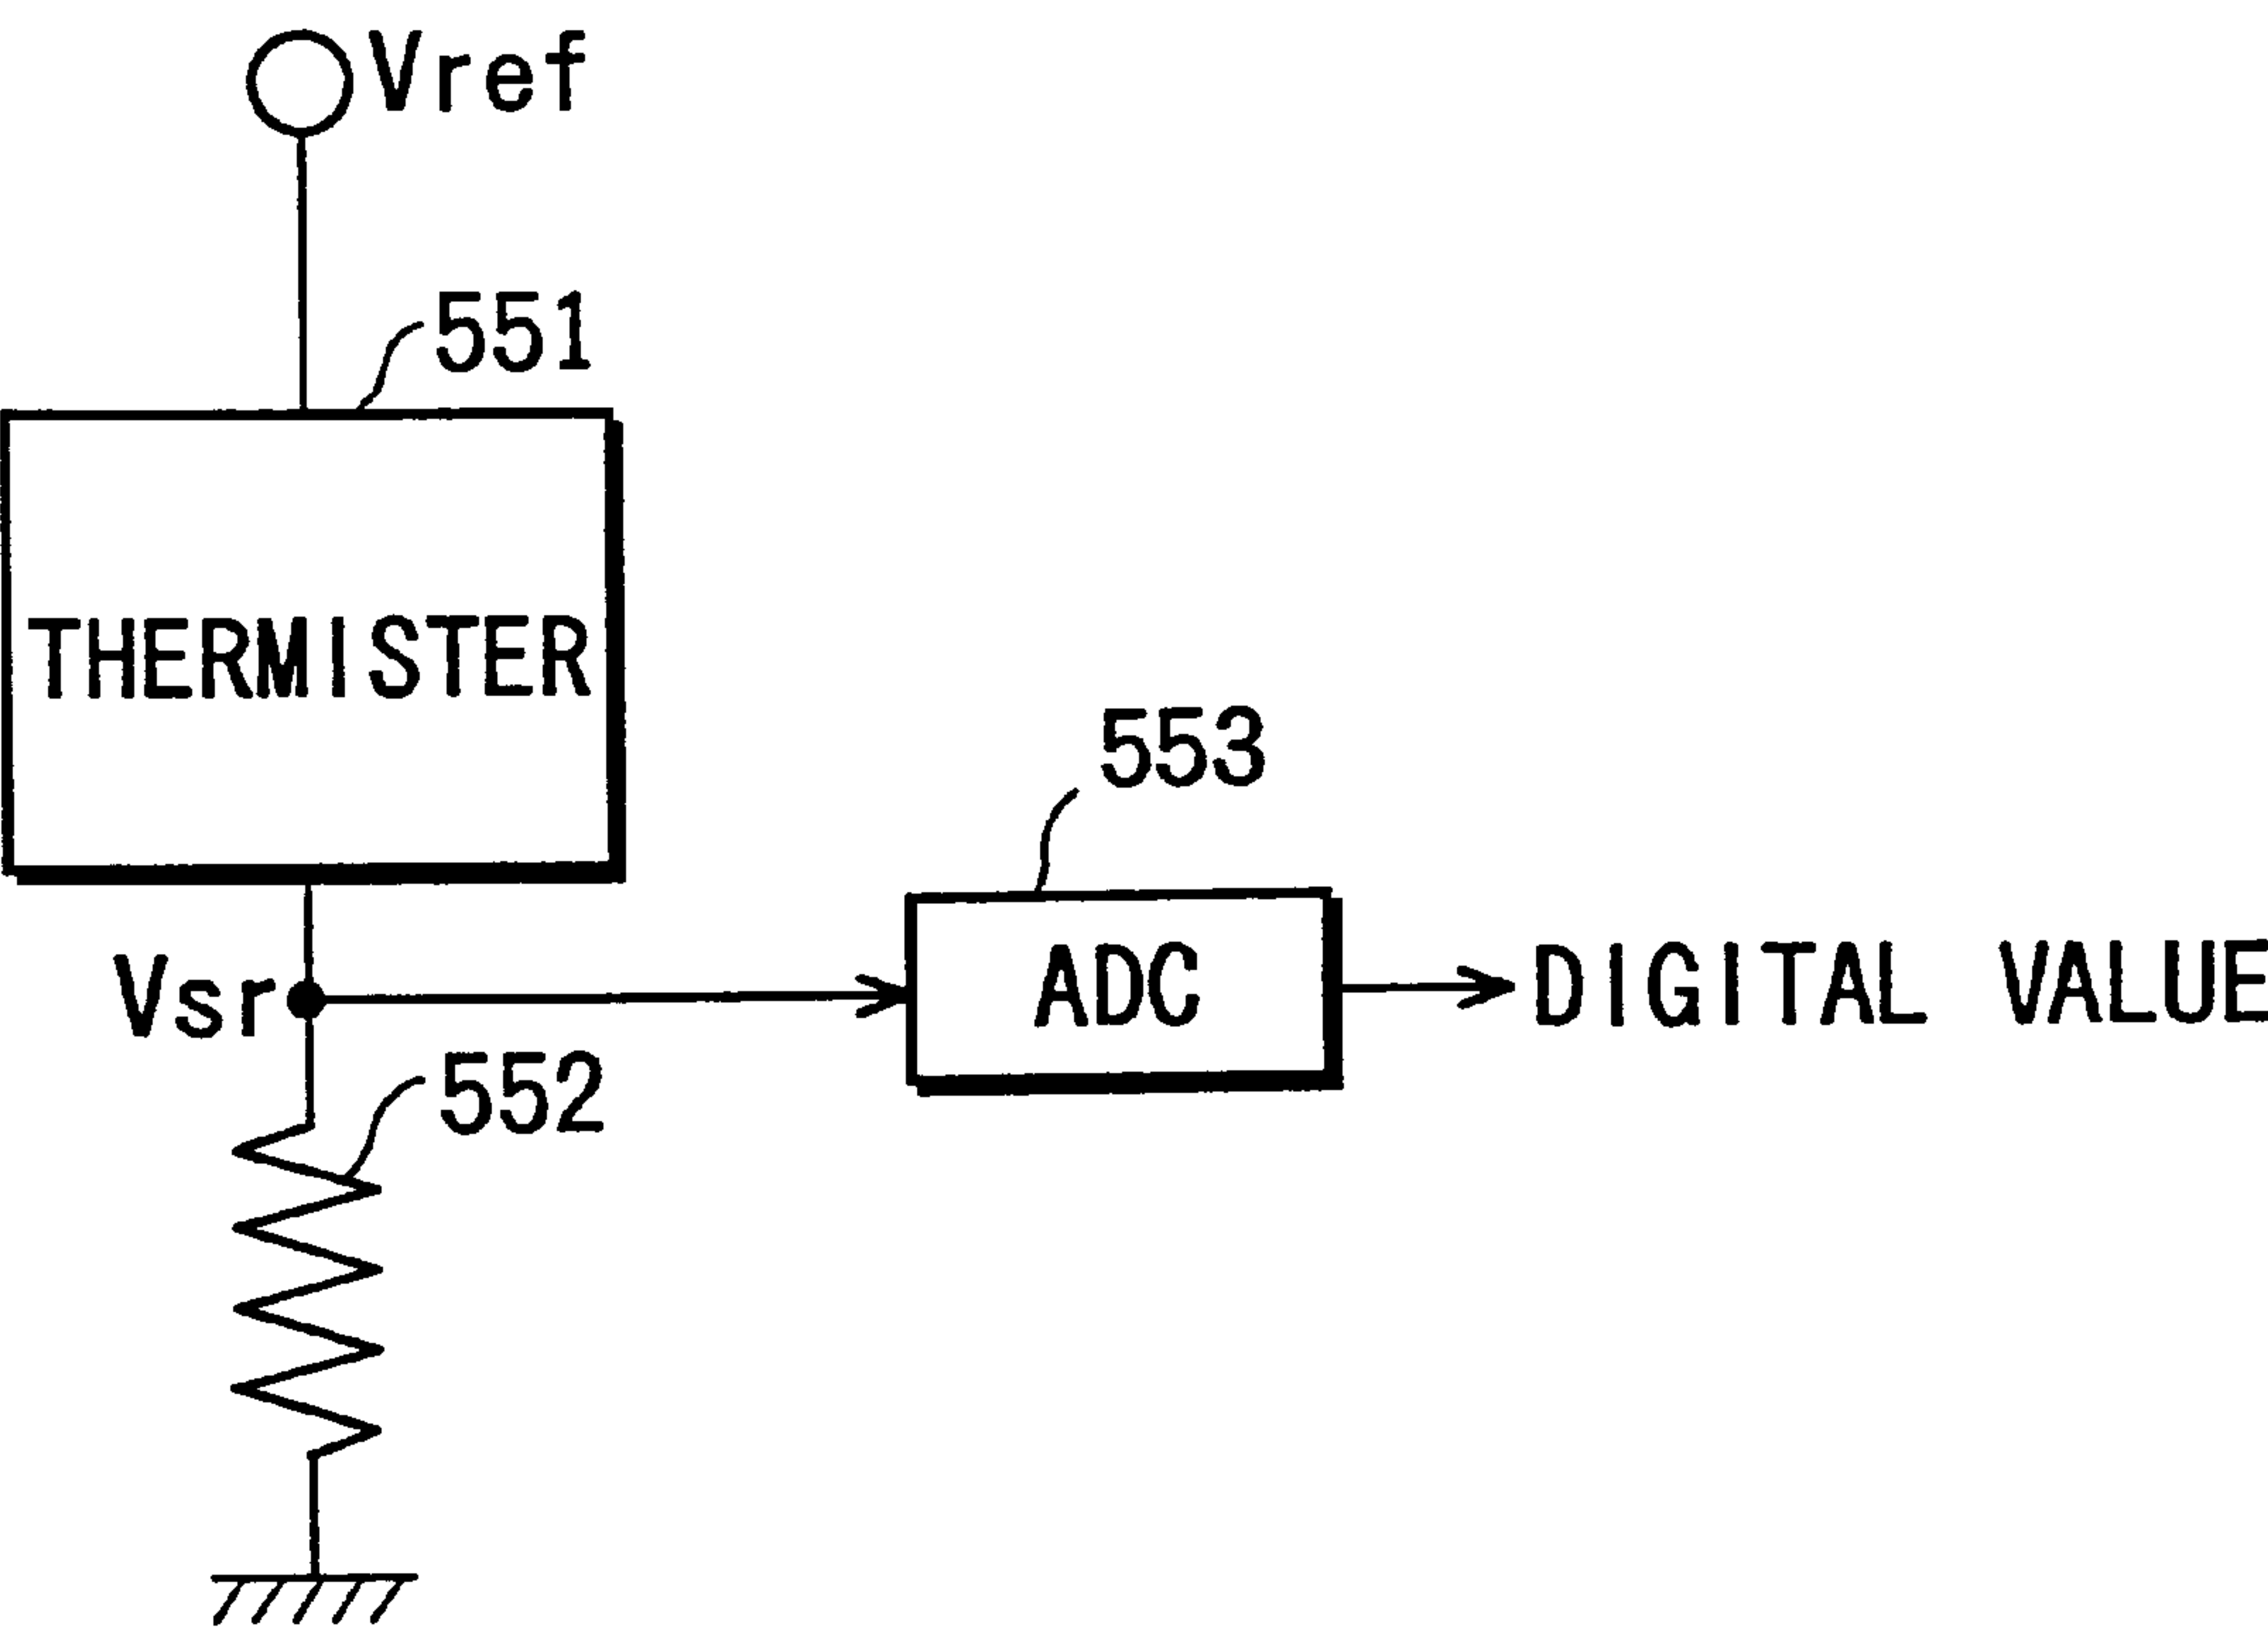 Vref
551
THERMISTER
553
Vsr
ADC
DIGITAL VALUE
552